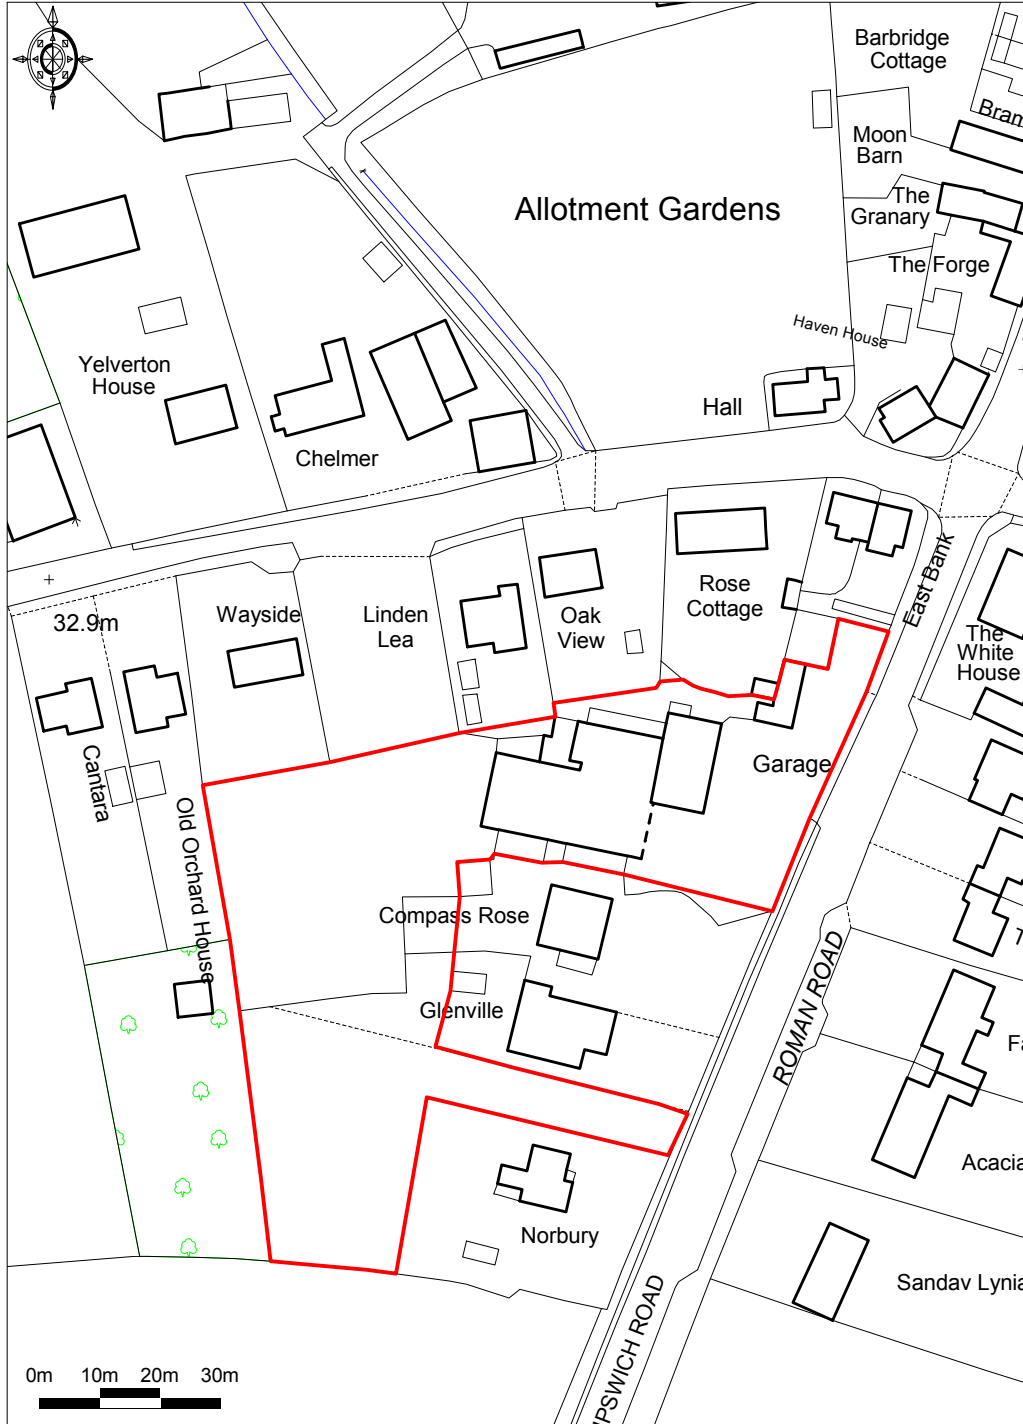 Barbridge
Cottage
Bram
Moon
Barn
The
Granary
Allotment Gardens
The Forge
Haven House
Yelverton
House
Hall
Chelmer
East Bank
Rose
Cottage
Wayside
Linden
Lea
Oak
View
32.9m
The
White
House
Cantara
Old Orchard House
Garage
Compass Rose
Glenville
ROMAN ROAD
T
Fa
Acacia
Norbury
Sandav Lynia
IPSWICH ROAD
0m 10m 20m 30m